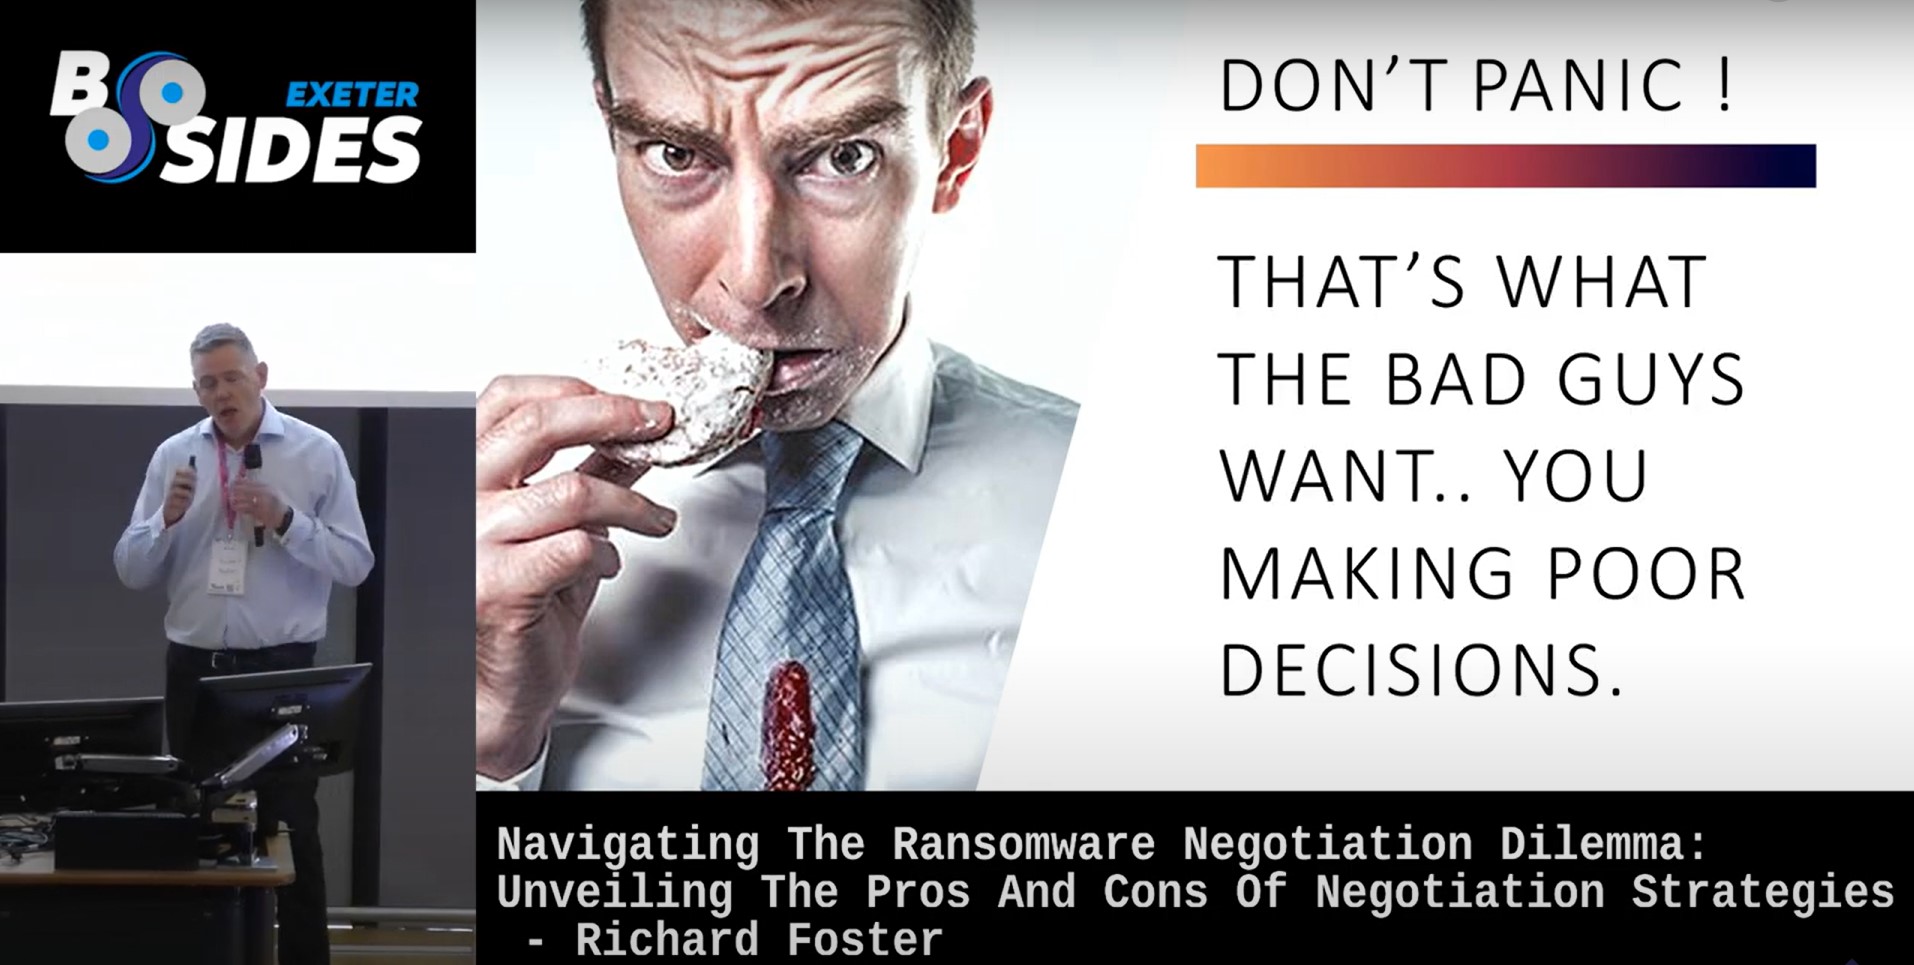 B SIDES
EXETER
DON'T PANIC !
THAT'S WHAT
THE BAD GUYS
WANT.. YOU
MAKING POOR
DECISIONS.
Navigating The Ransomware Negotiation Dilemma:
Unveiling The Pros And Cons Of Negotiation Strategies
- Richard Foster